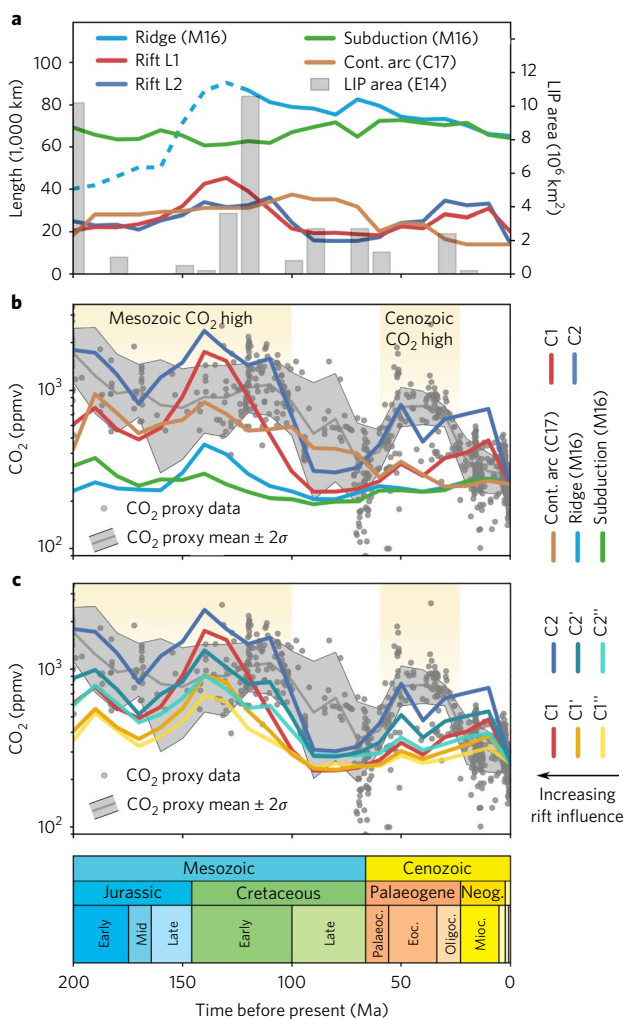 a
Ridge (M16)
Rift L1
Rift L2
Subduction (M16)
Cont. arc (C17)
LIP area (E14)
Length (1,000 km)
100
80
60
40
20
0
LIP area (10⁶ km²)
12
10
8
6
4
2
0
b
Mesozoic CO₂ high
Cenozoic
CO₂ high
CO₂ (ppmv)
10³
10²
CO₂ proxy data
CO₂ proxy mean ± 2σ
C1
C2
Cont. arc (C17)
Ridge (M16)
Subduction (M16)
c
CO₂ (ppmv)
10³
10²
CO₂ proxy data
CO₂ proxy mean ± 2σ
C2
C2'
C2''
C1
C1'
C1''
Increasing
rift influence
Mesozoic
Cenozoic
Jurassic
Cretaceous
Palaeogene
Neog.
Early
Mid
Late
Early
Late
Palaeoc.
Eoc.
Oligoc.
Mioc.
200
150
100
50
0
Time before present (Ma)